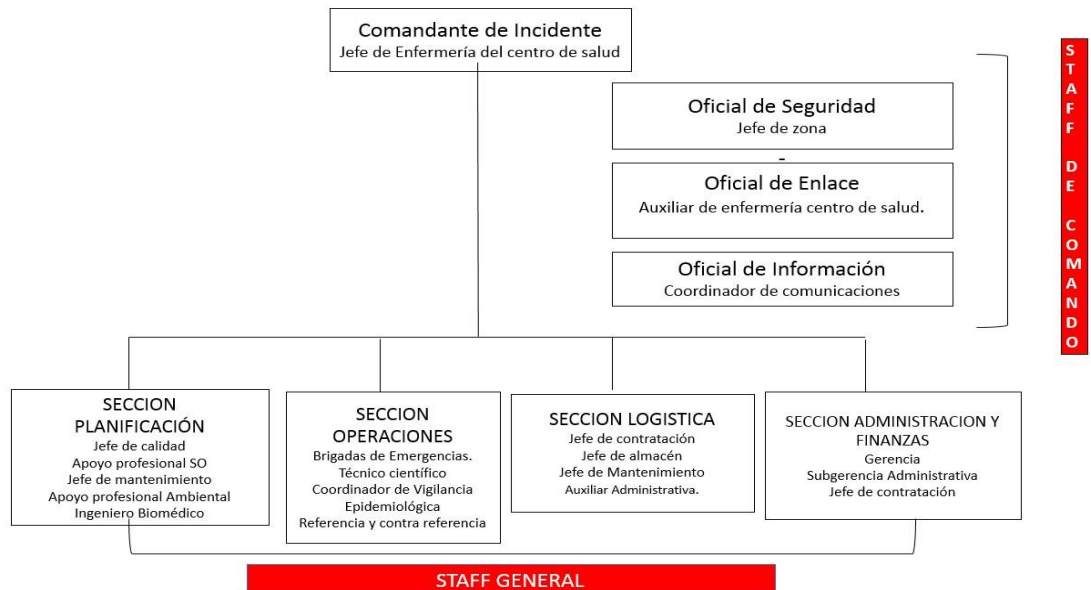 Comandante de Incidente
Jefe de Enfermería del centro de salud
Oficial de Seguridad
Jefe de zona
-
Oficial de Enlace
Auxiliar de enfermería centro de salud.
Oficial de Información
Coordinador de comunicaciones
STAFF DE COMANDO
SECCION
PLANIFICACIÓN
Jefe de calidad
Apoyo profesional SO
Jefe de mantenimiento
Apoyo profesional Ambiental
Ingeniero Biomédico
SECCION
OPERACIONES
Brigadas de Emergencias.
Técnico científico
Coordinador de Vigilancia
Epidemiológica
Referencia y contra referencia
SECCION LOGISTICA
Jefe de contratación
Jefe de almacén
Jefe de Mantenimiento
Auxiliar Administrativa.
SECCION ADMINISTRACION Y
FINANZAS
Gerencia
Subgerencia Administrativa
Jefe de contratación
STAFF GENERAL